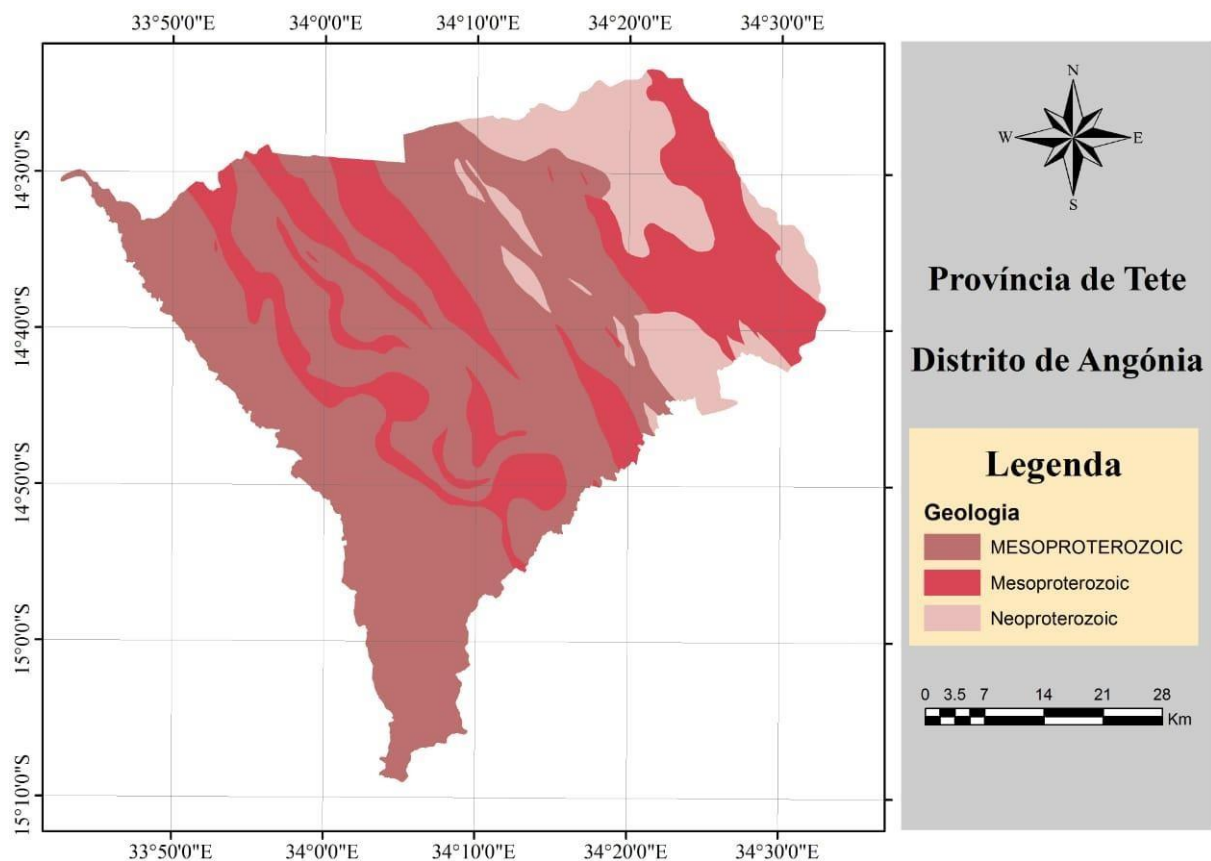 33°50'0"E 34°0'0"E 34°10'0"E 34°20'0"E 34°30'0"E
14°30'0"S
14°40'0"S
14°50'0"S
15°0'0"S
15°10'0"S
33°50'0"E 34°0'0"E 34°10'0"E 34°20'0"E 34°30'0"E
N
W E
S
Província de Tete
Distrito de Angónia
Legenda
Geologia
MESOPROTEROZOIC
Mesoproterozoic
Neoproterozoic
0 3.5 7 14 21 28
Km